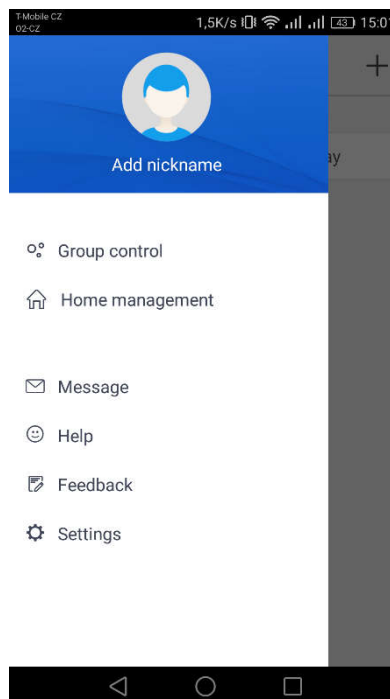 T-Mobile CZ
O2-CZ
1,5K/s 43 15:01
Add nickname
ay
Group control
Home management
Message
Help
Feedback
Settings